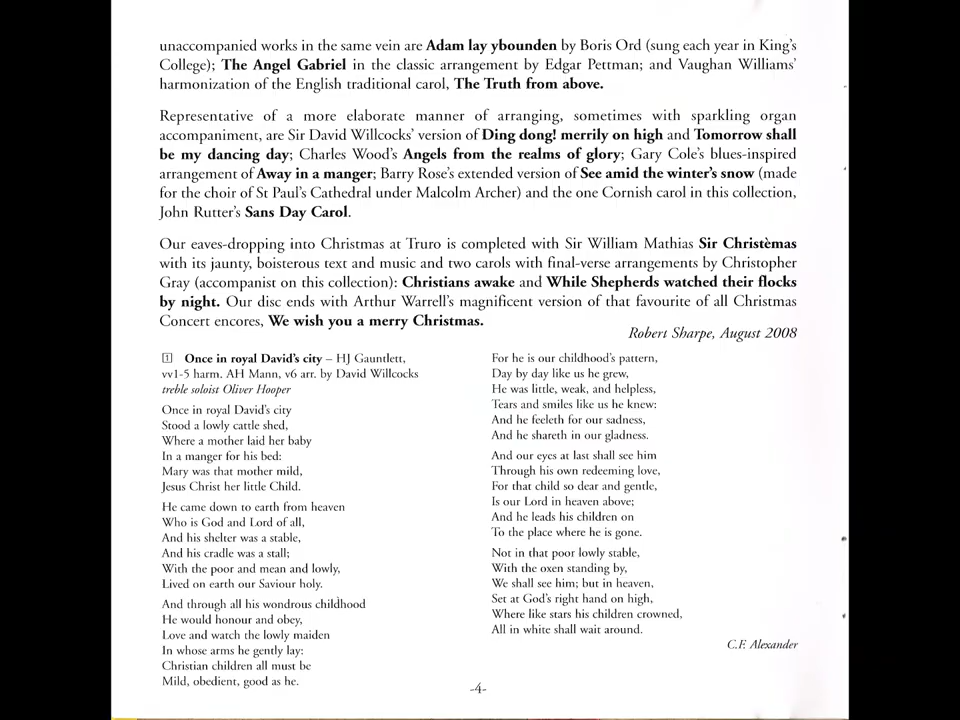 unaccompanied works in the same vein are Adam lay ybounden by Boris Ord (sung each year in King's
College); The Angel Gabriel in the classic arrangement by Edgar Pettman; and Vaughan Williams'
harmonization of the English traditional carol, The Truth from above.
Representative of a more elaborate manner of arranging, sometimes with sparkling organ
accompaniment, are Sir David Willcocks' version of Ding dong! merrily on high and Tomorrow shall
be my dancing day; Charles Wood's Angels from the realms of glory; Gary Cole's blues-inspired
arrangement of Away in a manger; Barry Rose's extended version of See amid the winter's snow (made
for the choir of St Paul's Cathedral under Malcolm Archer) and the one Cornish carol in this collection,
John Rutter's Sans Day Carol.
Our eaves-dropping into Christmas at Truro is completed with Sir William Mathias Sir Christèmas
with its jaunty, boisterous text and music and two carols with final-verse arrangements by Christopher
Gray (accompanist on this collection): Christians awake and While Shepherds watched their flocks
by night. Our disc ends with Arthur Warrell's magnificent version of that favourite of all Christmas
Concert encores, We wish you a merry Christmas.
Robert Sharpe, August 2008
1 Once in royal David's city – HJ Gauntlett,
vv1-5 harm. AH Mann, v6 arr. by David Willcocks
treble soloist Oliver Hooper
Once in royal David's city
Stood a lowly cattle shed,
Where a mother laid her baby
In a manger for his bed:
Mary was that mother mild,
Jesus Christ her little Child.
He came down to earth from heaven
Who is God and Lord of all,
And his shelter was a stable,
And his cradle was a stall;
With the poor and mean and lowly,
Lived on earth our Saviour holy.
And through all his wondrous childhood
He would honour and obey,
Love and watch the lowly maiden
In whose arms he gently lay:
Christian children all must be
Mild, obedient, good as he.
For he is our childhood's pattern,
Day by day like us he grew,
He was little, weak, and helpless,
Tears and smiles like us he knew:
And he feeleth for our sadness,
And he shareth in our gladness.
And our eyes at last shall see him
Through his own redeeming love,
For that child so dear and gentle,
Is our Lord in heaven above;
And he leads his children on
To the place where he is gone.
Not in that poor lowly stable,
With the oxen standing by,
We shall see him; but in heaven,
Set at God's right hand on high,
Where like stars his children crowned,
All in white shall wait around.
C.F. Alexander
-4-